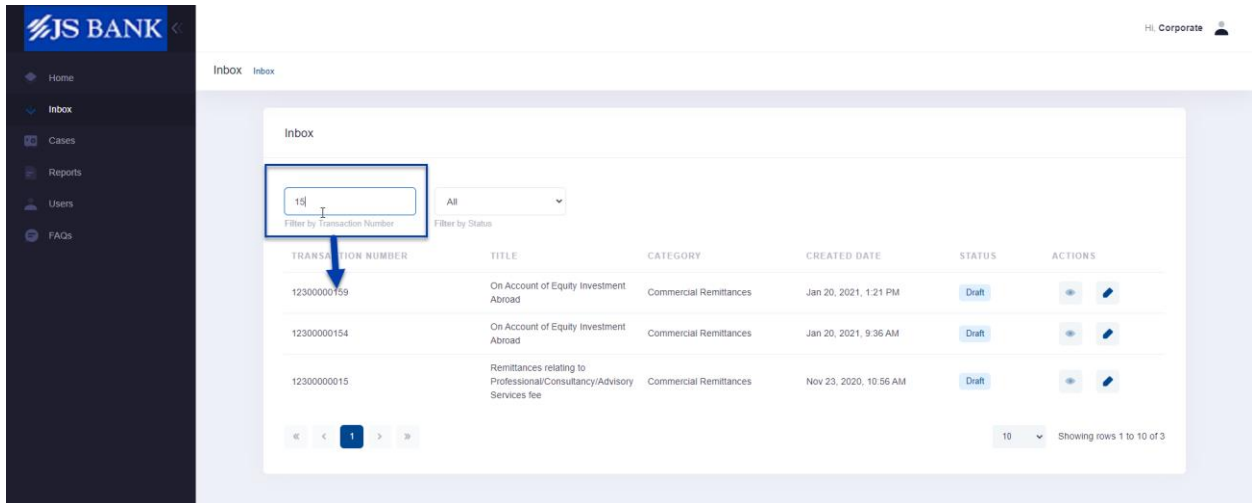 JS BANK
Hi, Corporate
Home
Inbox
Cases
Reports
Users
FAQs
Inbox Inbox
Inbox
15 All
Filter by Transaction Number Filter by Status
TRANSACTION NUMBER TITLE CATEGORY CREATED DATE STATUS ACTIONS
12300000159 On Account of Equity Investment Abroad Commercial Remittances Jan 20, 2021, 1:21 PM Draft
12300000154 On Account of Equity Investment Abroad Commercial Remittances Jan 20, 2021, 9:36 AM Draft
12300000015 Remittances relating to Professional/Consultancy/Advisory Services fee Commercial Remittances Nov 23, 2020, 10:56 AM Draft
« < 1 > » 10 Showing rows 1 to 10 of 3